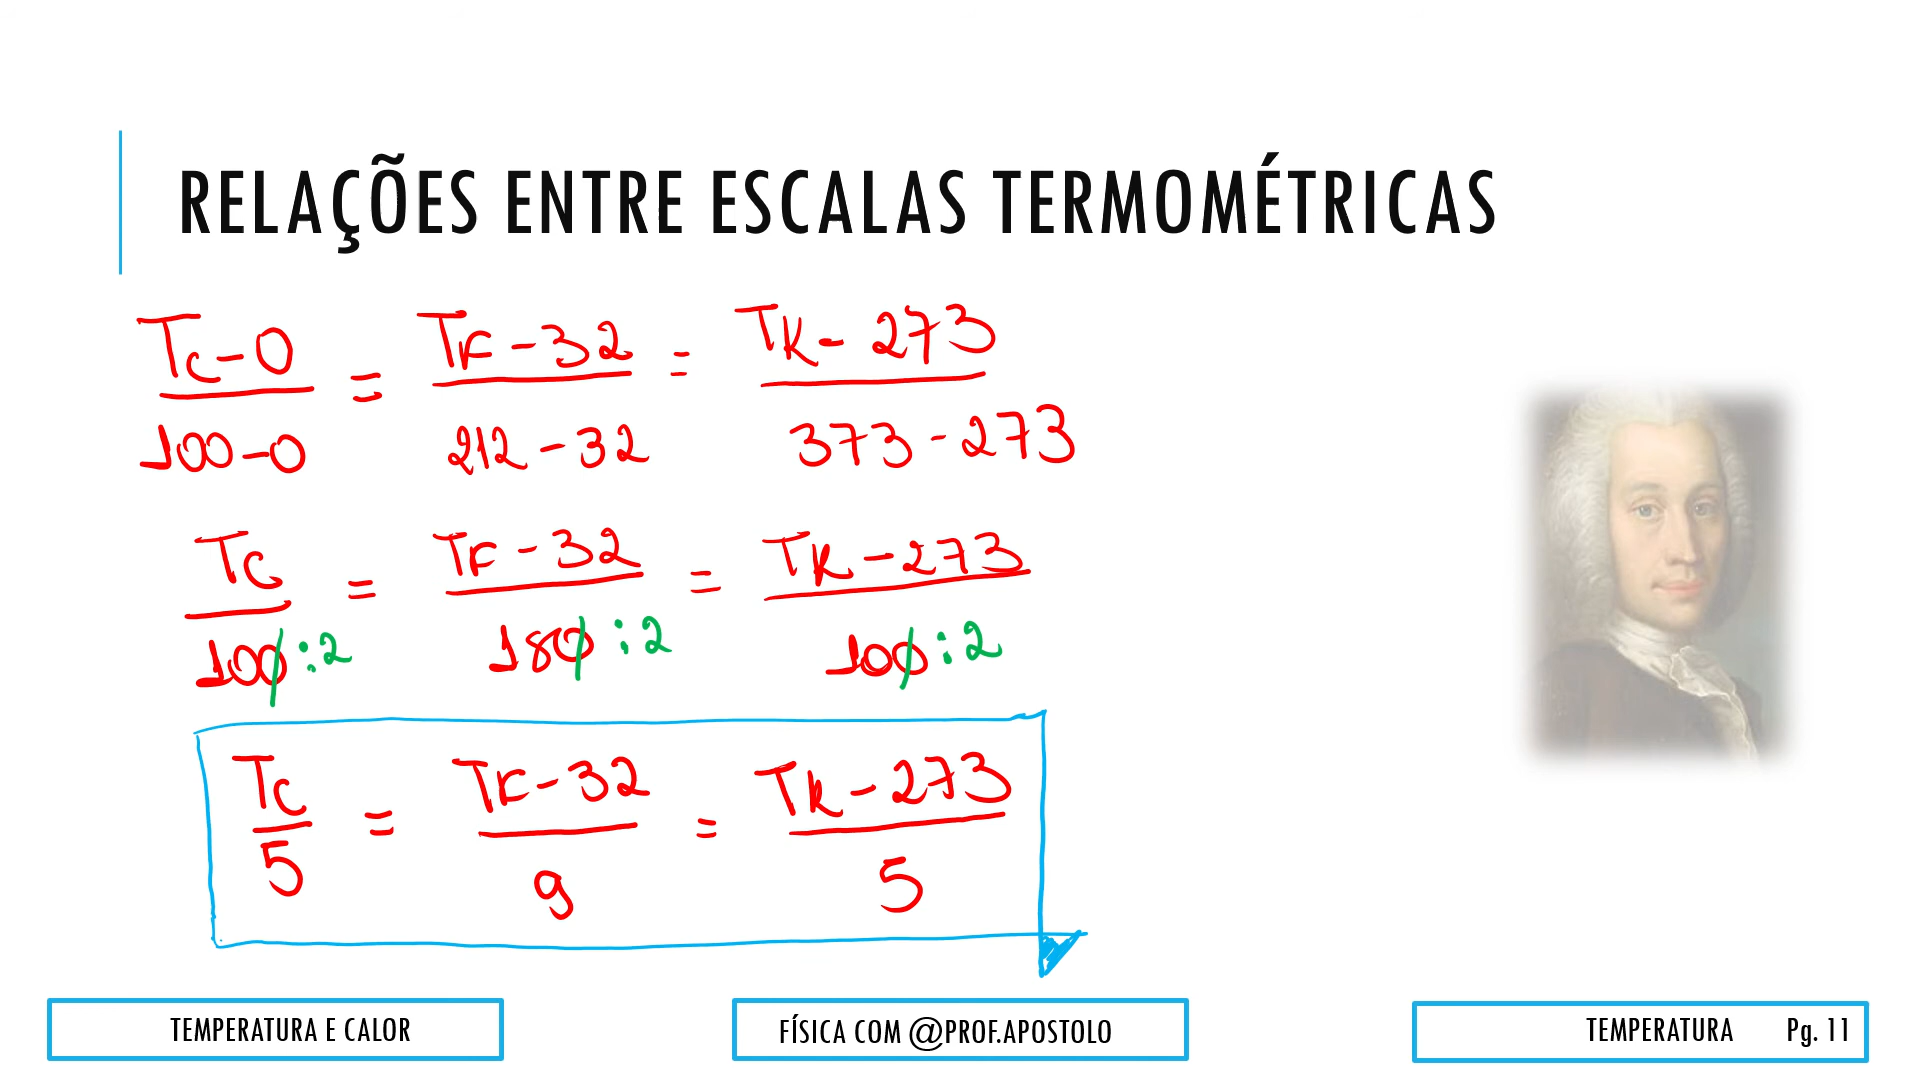 RELAÇÕES ENTRE ESCALAS TERMOMÉTRICAS
Tc-0 = TF-32 = TK-273
100-0 212-32 373-273
Tc = TF-32 = TK-273
100:2 180:2 100:2
Tc = TF-32 = TK-273
5 9 5
TEMPERATURA E CALOR
FÍSICA COM @PROF.APOSTOLO
TEMPERATURA Pg. 11